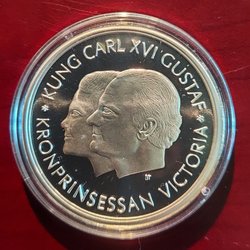 KUNG CARL XVI GUSTAF
KRONPRINSESSAN VICTORIA